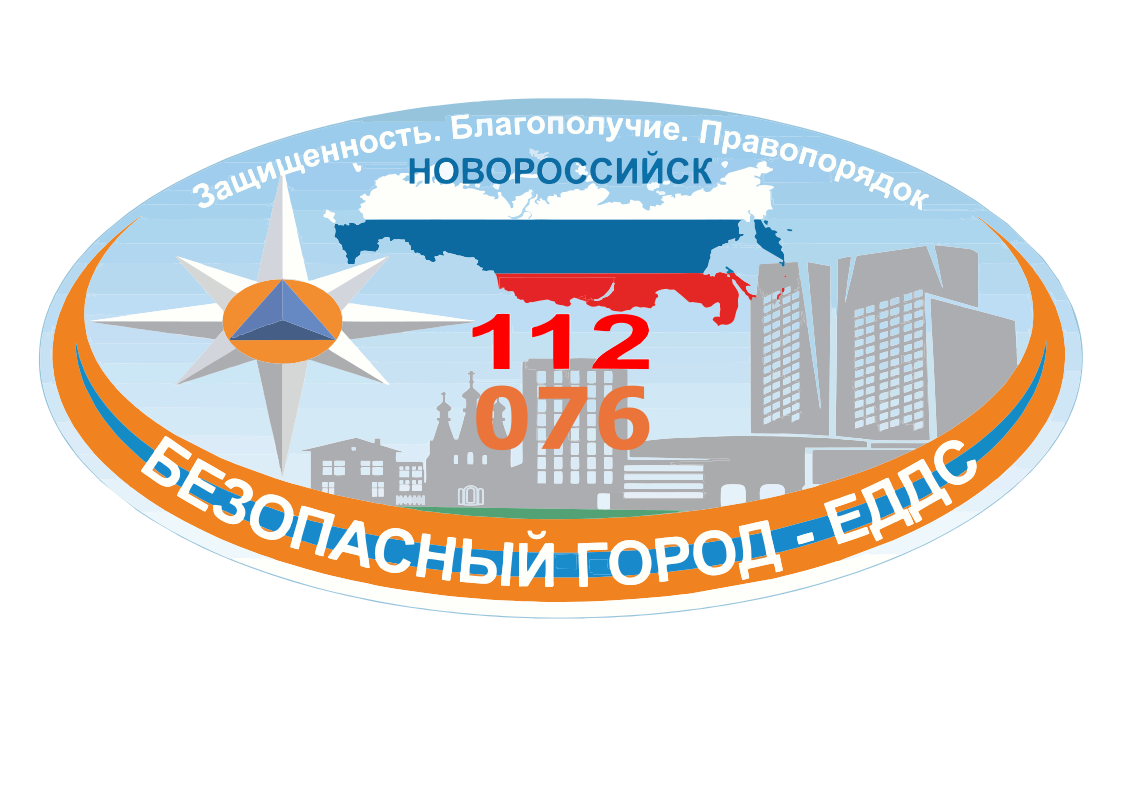 Защищенность. Благополучие. Правопорядок
НОВОРОССИЙСК
112
076
БЕЗОПАСНЫЙ ГОРОД - ЕДДС